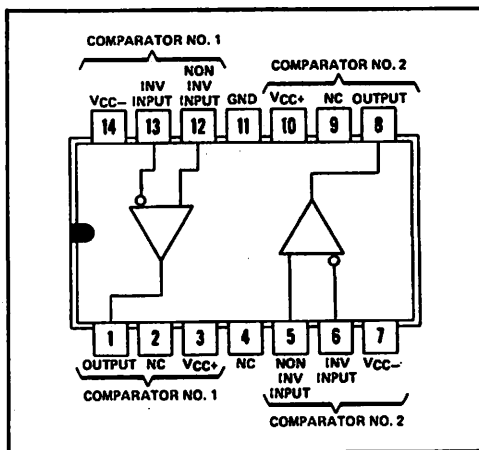 COMPARATOR NO. 1
COMPARATOR NO. 2
NON
INV INV
VCC– INPUT INPUT GND VCC+ NC OUTPUT
14 13 12 11 10 9 8
1 2 3 4 5 6 7
OUTPUT NC VCC+ NC NON INV VCC–
INV INPUT
INPUT
COMPARATOR NO. 1
COMPARATOR NO. 2